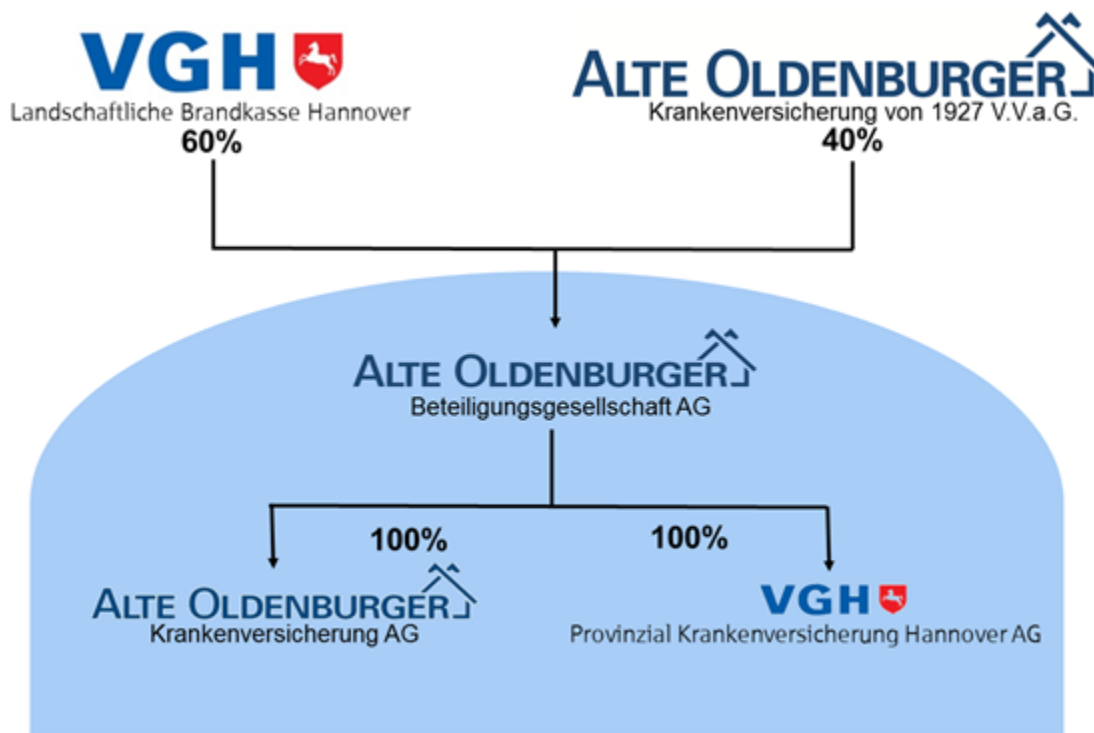 VGH
Landschaftliche Brandkasse Hannover
60%
ALTE OLDENBURGER
Krankenversicherung von 1927 V.V.a.G.
40%
ALTE OLDENBURGER
Beteiligungsgesellschaft AG
100%
100%
ALTE OLDENBURGER
Krankenversicherung AG
VGH
Provinzial Krankenversicherung Hannover AG